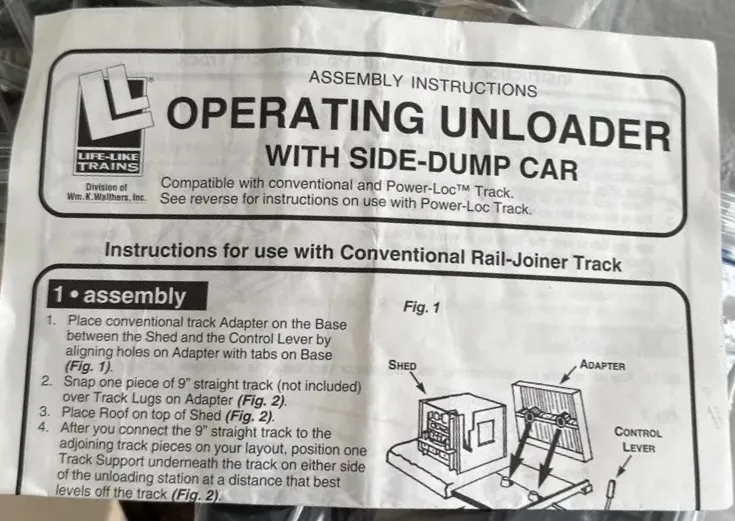 ASSEMBLY INSTRUCTIONS
OPERATING UNLOADER
WITH SIDE-DUMP CAR
LIFE-LIKE
TRAINS
®
Division of
Wm. K. Walthers, Inc.
Compatible with conventional and Power-Loc™ Track.
See reverse for instructions on use with Power-Loc Track.
Instructions for use with Conventional Rail-Joiner Track
1 • assembly
1. Place conventional track Adapter on the Base
between the Shed and the Control Lever by
aligning holes on Adapter with tabs on Base
(Fig. 1).
2. Snap one piece of 9" straight track (not included)
over Track Lugs on Adapter (Fig. 2).
3. Place Roof on top of Shed (Fig. 2).
4. After you connect the 9" straight track to the
adjoining track pieces on your layout, position one
Track Support underneath the track on either side
of the unloading station at a distance that best
levels off the track (Fig. 2).
Fig. 1
SHED
ADAPTER
CONTROL
LEVER